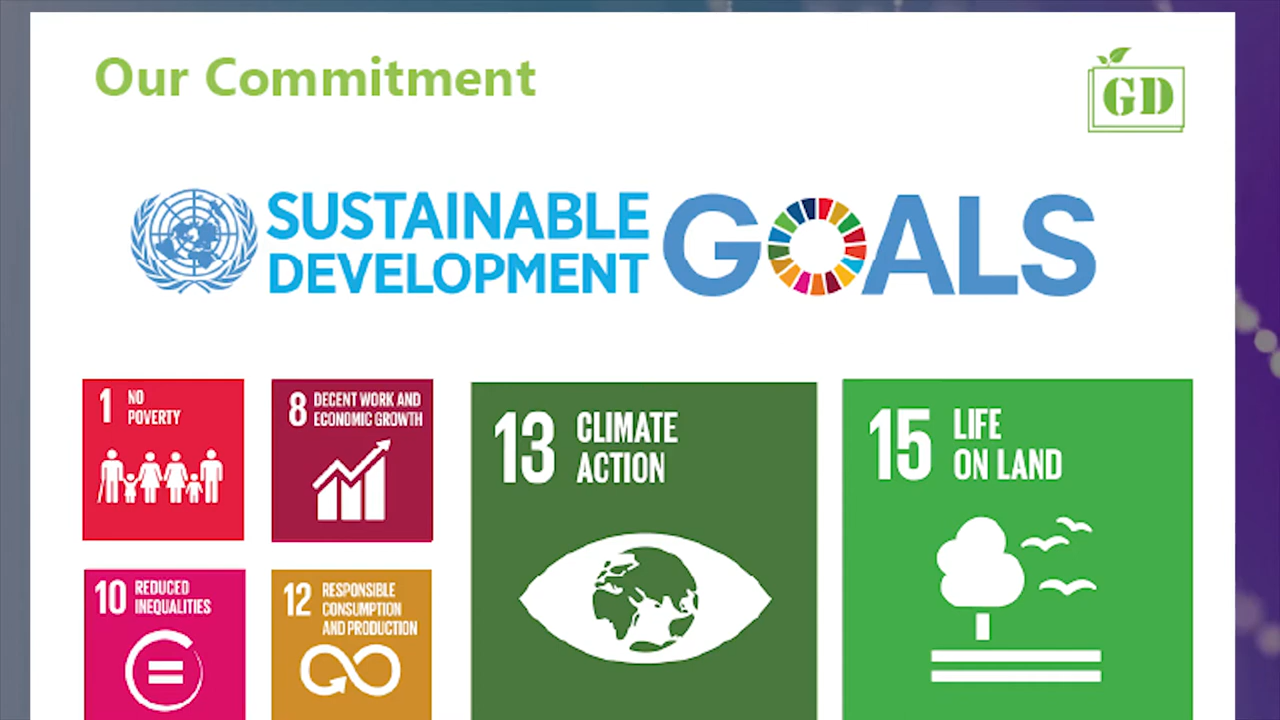 Our Commitment
GD
SUSTAINABLE
DEVELOPMENT
GOALS
1 NO
POVERTY
8 DECENT WORK AND
ECONOMIC GROWTH
13 CLIMATE
ACTION
15 LIFE
ON LAND
10 REDUCED
INEQUALITIES
12 RESPONSIBLE
CONSUMPTION
AND PRODUCTION